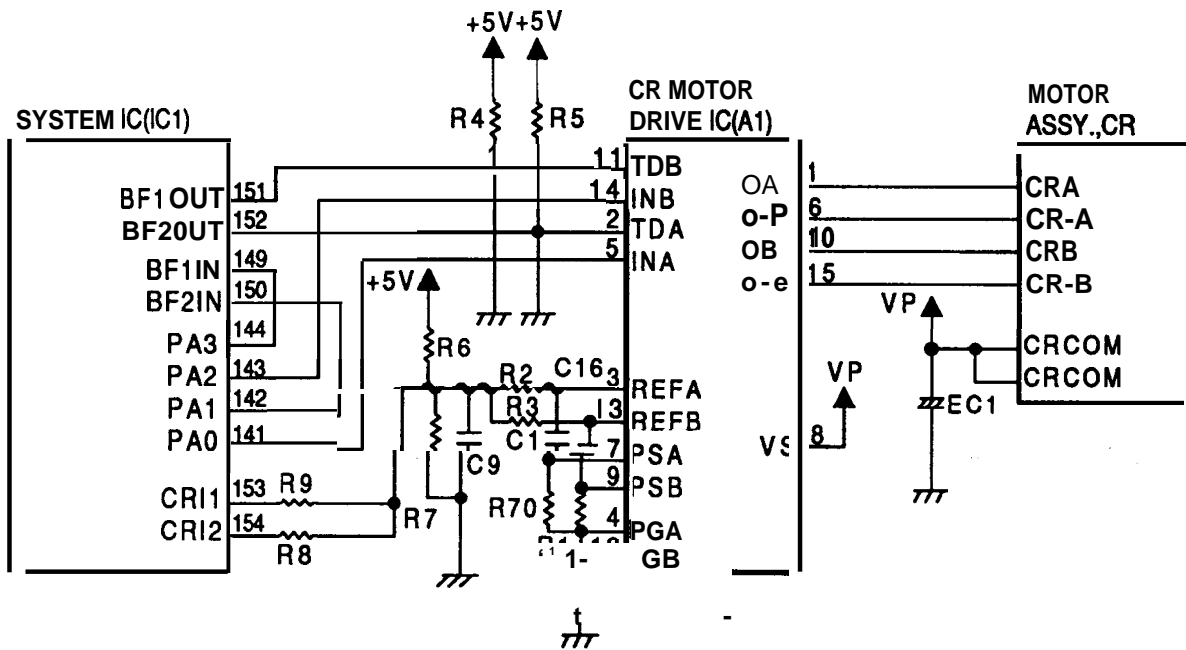 +5V +5V
CR MOTOR
DRIVE IC(A1)
MOTOR
ASSY.,CR
SYSTEM IC(IC1)
R4
R5
BF1OUT 151
BF20UT 152
BF1IN 149
BF2IN 150
PA3 144
PA2 143
PA1 142
PA0 141
CRI1 153
CRI2 154
R9
R8
+5V
R6
R7
C9
R2
R3
C16
C1
R70
11 TDB
14 INB
2 TDA
5 INA
3 REFA
13 REFB
7 PSA
9 PSB
4 PGA
GB
OA 1
o-P 6
OB 10
o-e 15
8
VP
VP
EC1
CRA
CR-A
CRB
CR-B
CRCOM
CRCOM